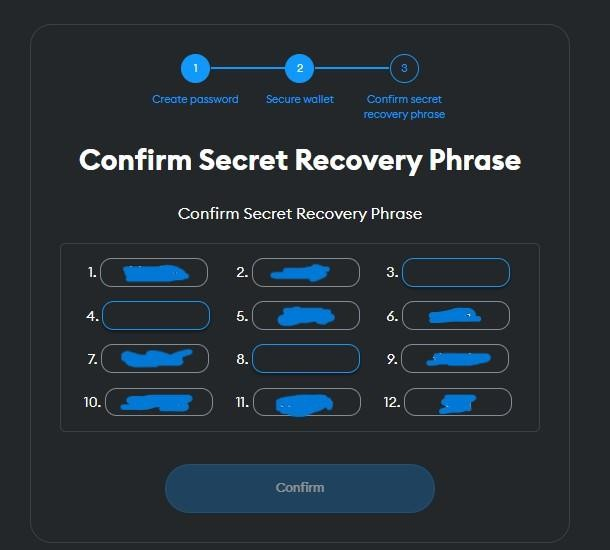 1 2 3
Create password Secure wallet Confirm secret
recovery phrase
Confirm Secret Recovery Phrase
Confirm Secret Recovery Phrase
1. 2. 3.
4. 5. 6.
7. 8. 9.
10. 11. 12.
Confirm